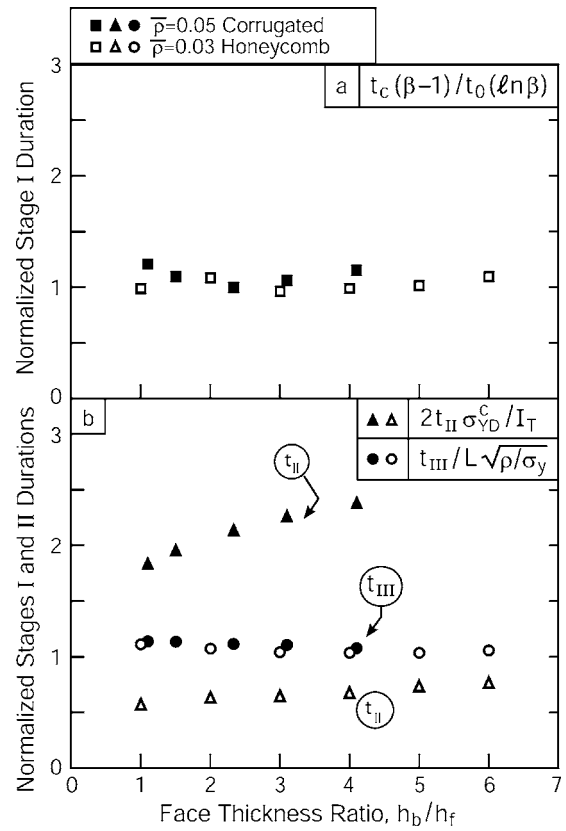 ■ ▲ ● ρ̅=0.05 Corrugated
□ △ ○ ρ̅=0.03 Honeycomb
a t_c(β−1)/t_0(ℓnβ)
Normalized Stage I Duration
3
2
1
0
b
2t_II σ^C_YD/I_T
t_III/L√ρ/σ_y
Normalized Stages I and II Durations
3
2
1
0
t_II
t_III
t_II
0 1 2 3 4 5 6 7
Face Thickness Ratio, h_b/h_f